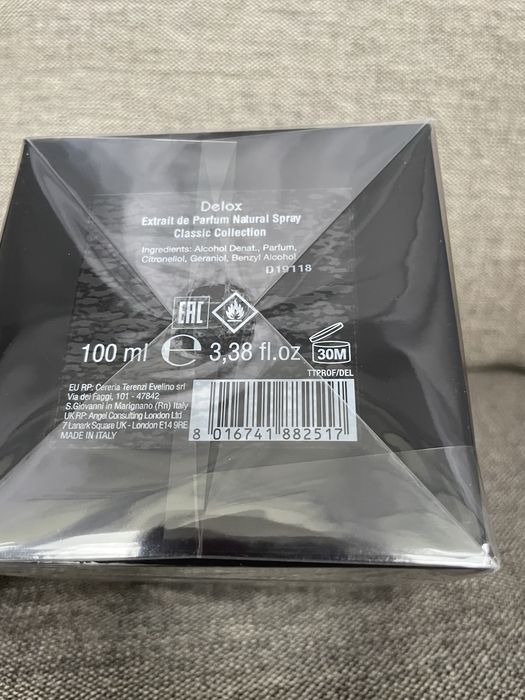 Delox
Extrait de Parfum Natural Spray
Classic Collection
Ingredients: Alcohol Denat., Parfum,
Citronellol, Geraniol, Benzyl Alcohol
D19118
EAC
100 ml e 3,38 fl.oz
30M
TTPROF/DEL
EU RP: Cereria Terenzi Evelino srl
Via dei Faggi, 101 - 47842
S.Giovanni in Marignano (Rn) Italy
UK RP: Angel Consulting London Ltd
7 Lanark Square UK - London E14 9RE
MADE IN ITALY
8 016741 882517